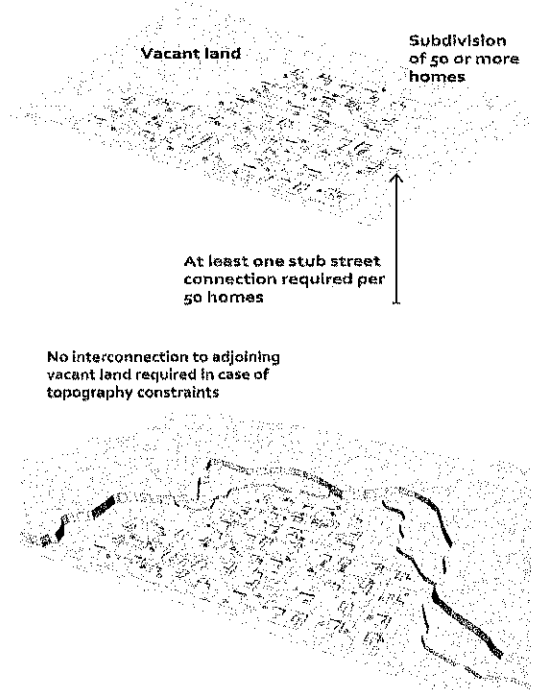 Vacant land
Subdivision
of 50 or more
homes
At least one stub street
connection required per
50 homes
No interconnection to adjoining
vacant land required in case of
topography constraints